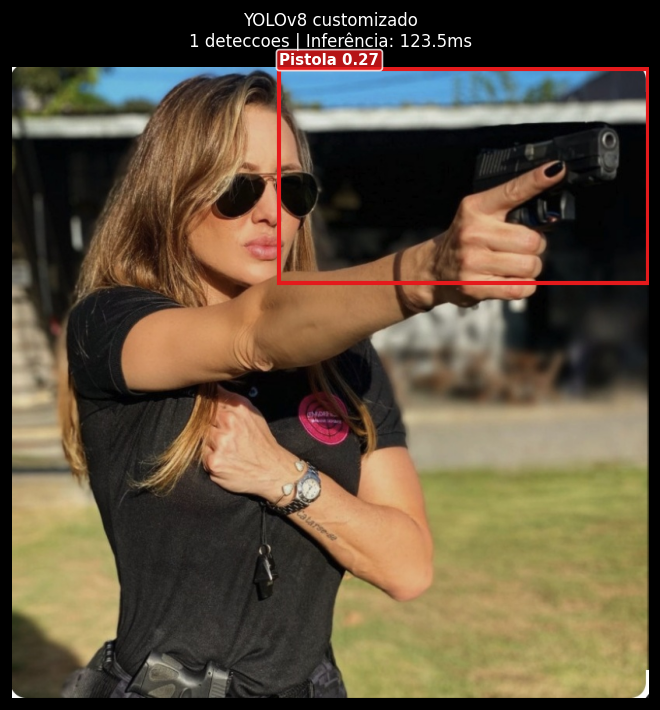 YOLOv8 customizado
1 deteccoes | Inferência: 123.5ms
Pistola 0.27